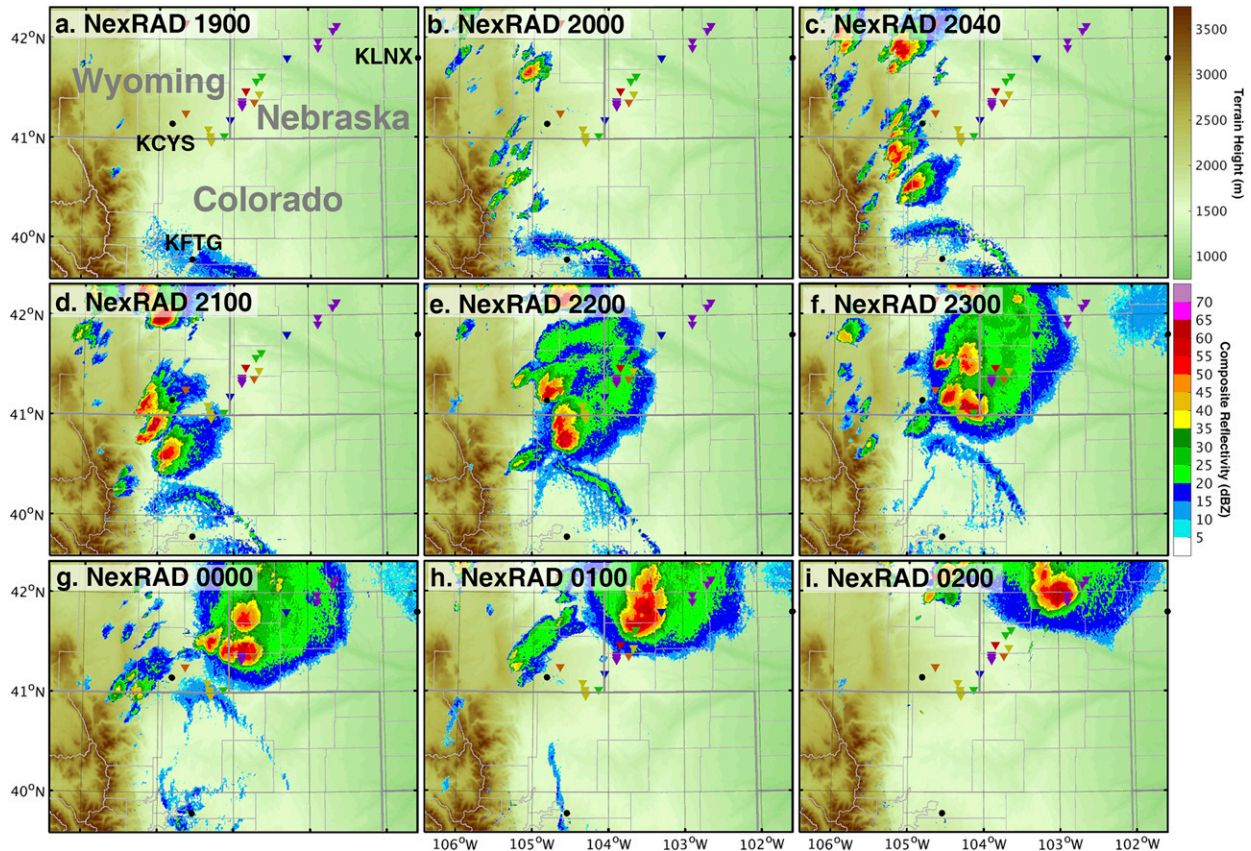 a. NexRAD 1900
b. NexRAD 2000
c. NexRAD 2040
42°N
41°N
40°N
Wyoming
Nebraska
Colorado
KLNX
KCYS
KFTG
3500
3000
2500
2000
1500
1000
Terrain Height (m)
d. NexRAD 2100
e. NexRAD 2200
f. NexRAD 2300
42°N
41°N
40°N
70
65
60
55
50
45
40
35
30
25
20
15
10
5
Composite Reflectivity (dBZ)
g. NexRAD 0000
h. NexRAD 0100
i. NexRAD 0200
42°N
41°N
40°N
106°W
105°W
104°W
103°W
102°W
106°W
105°W
104°W
103°W
102°W